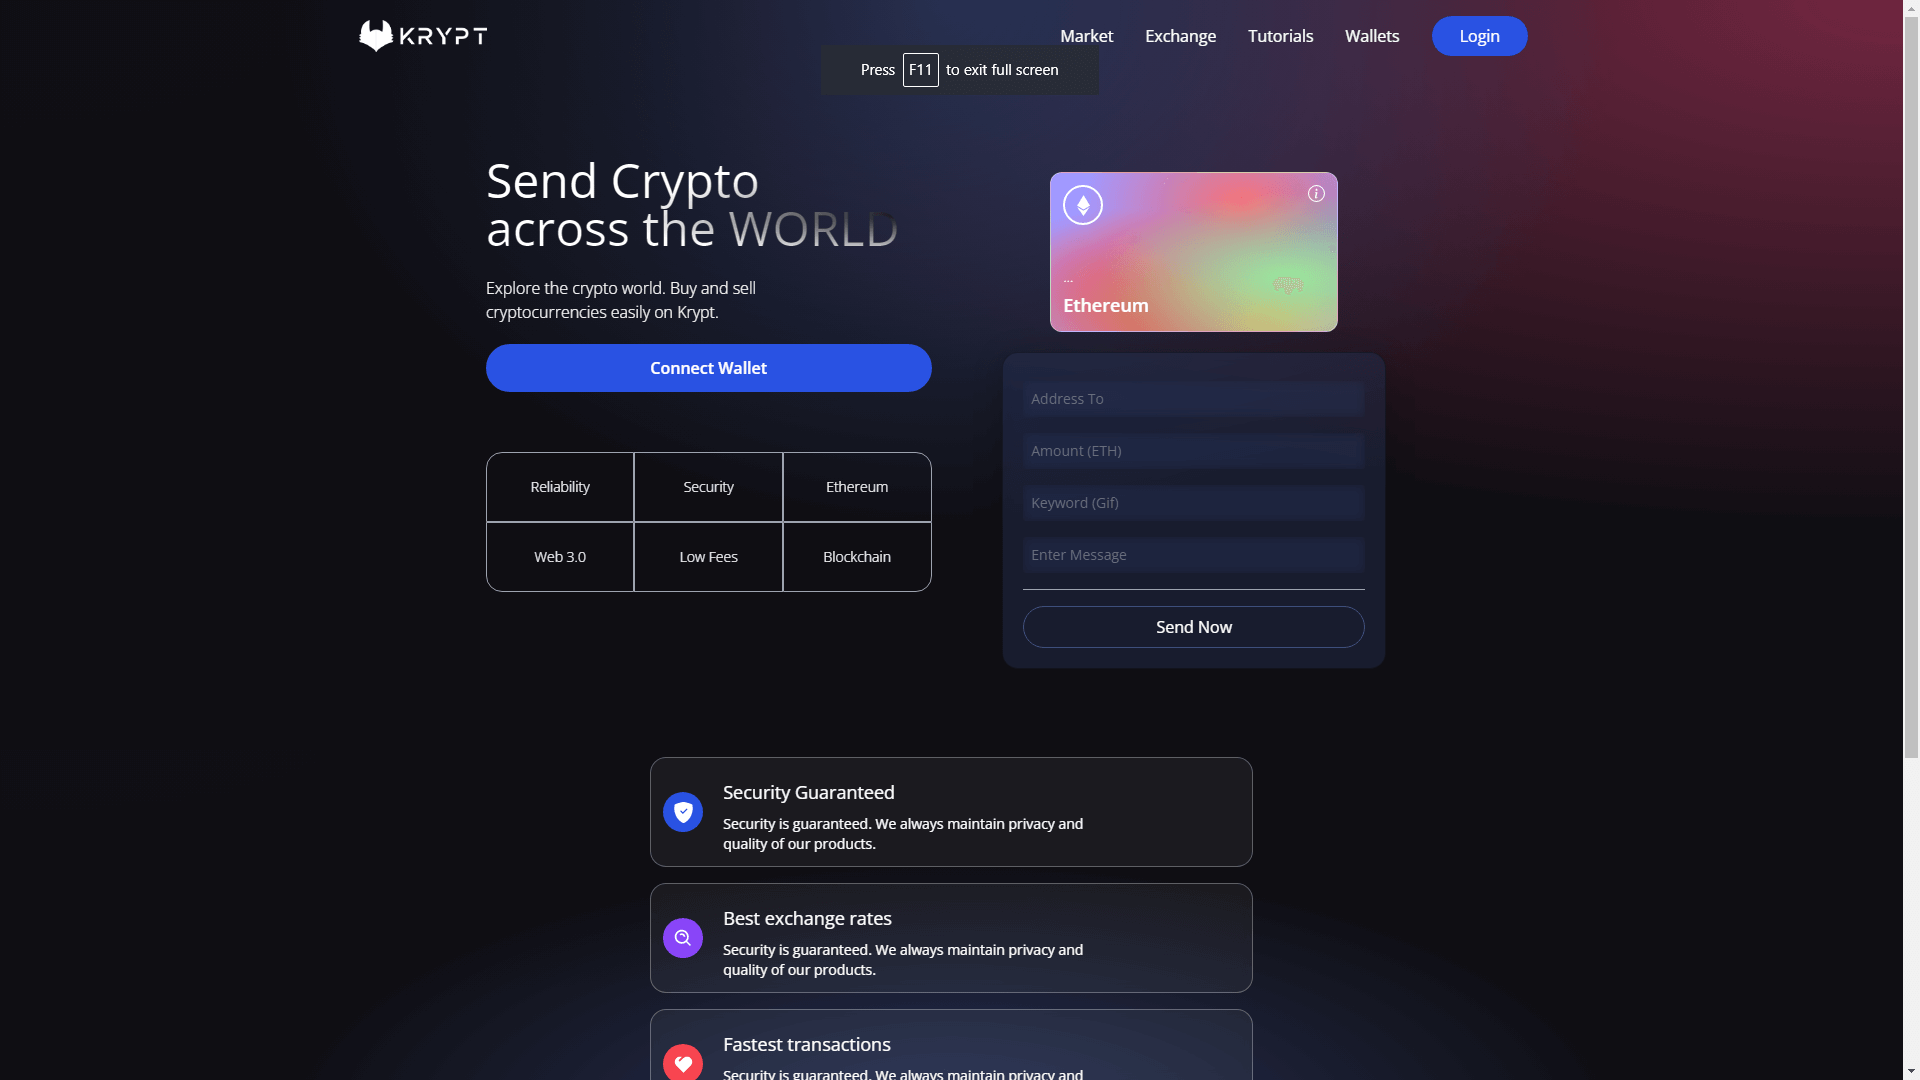 KRYPT
Market Exchange Tutorials Wallets Login
Press F11 to exit full screen
Send Crypto
across the WORLD
Explore the crypto world. Buy and sell
cryptocurrencies easily on Krypt.
Connect Wallet
Reliability Security Ethereum
Web 3.0 Low Fees Blockchain
...
Ethereum
Address To
Amount (ETH)
Keyword (Gif)
Enter Message
Send Now
Security Guaranteed
Security is guaranteed. We always maintain privacy and
quality of our products.
Best exchange rates
Security is guaranteed. We always maintain privacy and
quality of our products.
Fastest transactions
Security is guaranteed. We always maintain privacy and